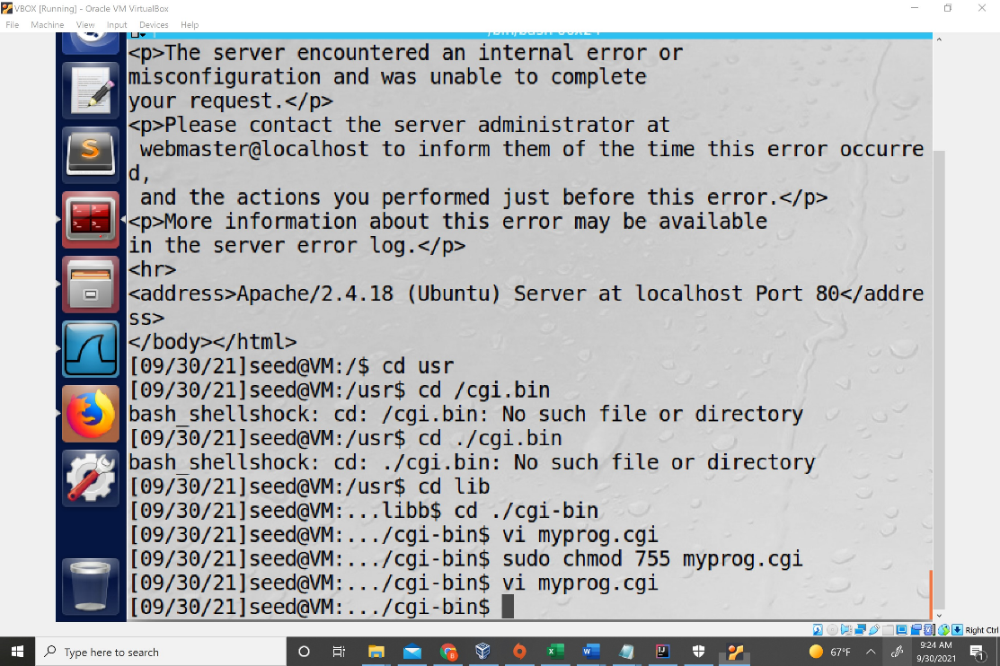 VBOX [Running] - Oracle VM VirtualBox
File Machine View Input Devices Help
/bin/bash 66x24
<p>The server encountered an internal error or
misconfiguration and was unable to complete
your request.</p>
<p>Please contact the server administrator at
 webmaster@localhost to inform them of the time this error occurre
d,
 and the actions you performed just before this error.</p>
<p>More information about this error may be available
in the server error log.</p>
<hr>
<address>Apache/2.4.18 (Ubuntu) Server at localhost Port 80</addre
ss>
</body></html>
[09/30/21]seed@VM:/$ cd usr
[09/30/21]seed@VM:/usr$ cd /cgi.bin
bash_shellshock: cd: /cgi.bin: No such file or directory
[09/30/21]seed@VM:/usr$ cd ./cgi.bin
bash_shellshock: cd: ./cgi.bin: No such file or directory
[09/30/21]seed@VM:/usr$ cd lib
[09/30/21]seed@VM:...libb$ cd ./cgi-bin
[09/30/21]seed@VM:.../cgi-bin$ vi myprog.cgi
[09/30/21]seed@VM:.../cgi-bin$ sudo chmod 755 myprog.cgi
[09/30/21]seed@VM:.../cgi-bin$ vi myprog.cgi
[09/30/21]seed@VM:.../cgi-bin$
Right Ctrl
Type here to search
67°F
9:24 AM
9/30/2021
1